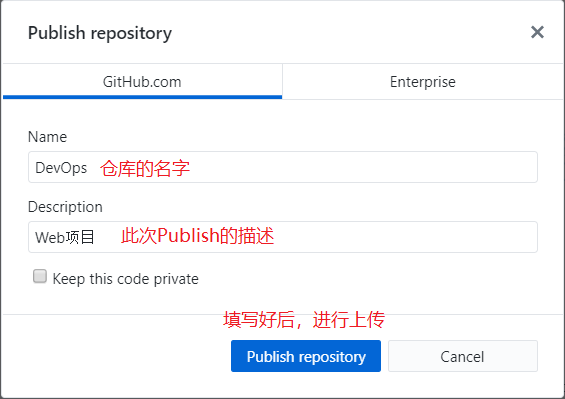 Publish repository
GitHub.com Enterprise
Name
DevOps 仓库的名字
Description
Web项目 此次Publish的描述
Keep this code private
填写好后，进行上传
Publish repository Cancel